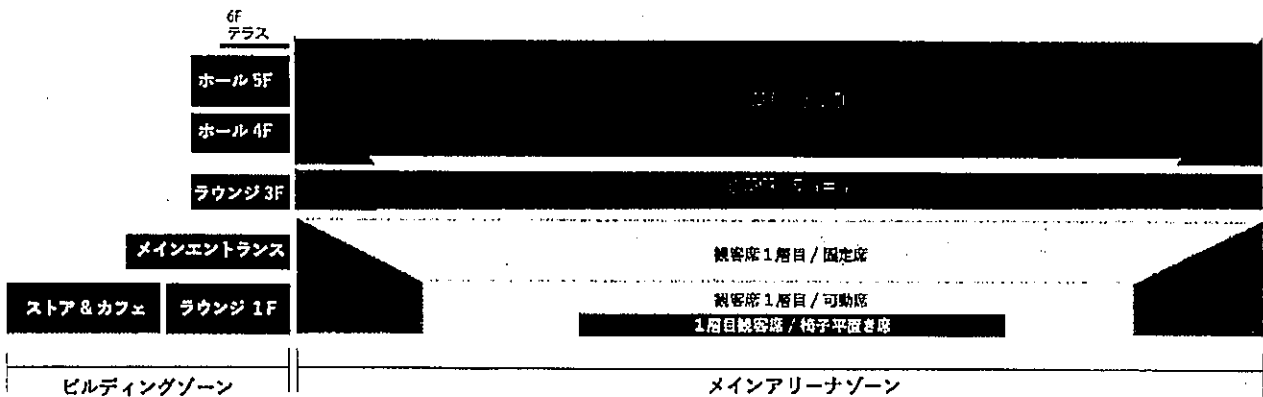 6F
テラス
ホール 5F
ホール 4F
ラウンジ 3F
メインエントランス
観客席1層目 / 固定席
ストア & カフェ
ラウンジ 1F
観客席1層目 / 可動席
1層目観客席 / 椅子平置き席
ビルディングゾーン
メインアリーナゾーン